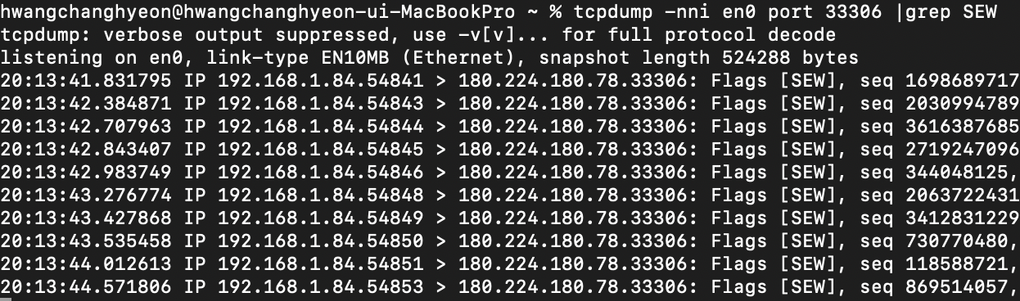 hwangchanghyeon@hwangchanghyeon-ui-MacBookPro ~ % tcpdump -nni en0 port 33306 |grep SEW
tcpdump: verbose output suppressed, use -v[v]... for full protocol decode
listening on en0, link-type EN10MB (Ethernet), snapshot length 524288 bytes
20:13:41.831795 IP 192.168.1.84.54841 > 180.224.180.78.33306: Flags [SEW], seq 1698689717
20:13:42.384871 IP 192.168.1.84.54843 > 180.224.180.78.33306: Flags [SEW], seq 2030994789
20:13:42.707963 IP 192.168.1.84.54844 > 180.224.180.78.33306: Flags [SEW], seq 3616387685
20:13:42.843407 IP 192.168.1.84.54845 > 180.224.180.78.33306: Flags [SEW], seq 2719247096
20:13:42.983749 IP 192.168.1.84.54846 > 180.224.180.78.33306: Flags [SEW], seq 344048125,
20:13:43.276774 IP 192.168.1.84.54848 > 180.224.180.78.33306: Flags [SEW], seq 2063722431
20:13:43.427868 IP 192.168.1.84.54849 > 180.224.180.78.33306: Flags [SEW], seq 3412831229
20:13:43.535458 IP 192.168.1.84.54850 > 180.224.180.78.33306: Flags [SEW], seq 730770480,
20:13:44.012613 IP 192.168.1.84.54851 > 180.224.180.78.33306: Flags [SEW], seq 118588721,
20:13:44.571806 IP 192.168.1.84.54853 > 180.224.180.78.33306: Flags [SEW], seq 869514057,